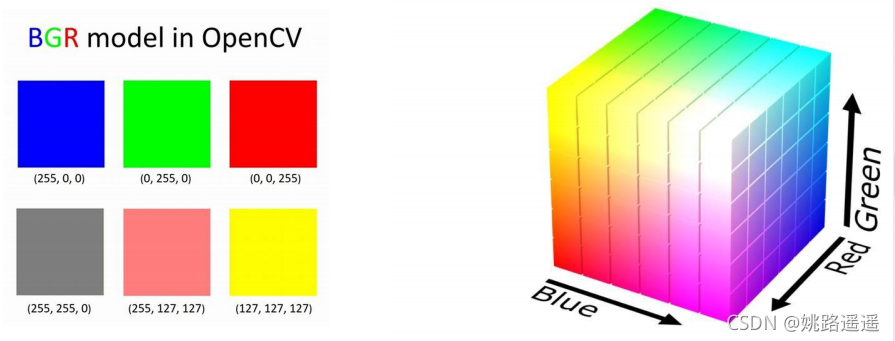 BGR model in OpenCV
(255, 0, 0)
(0, 255, 0)
(0, 0, 255)
(255, 255, 0)
(255, 127, 127)
(127, 127, 127)
Blue
Red
Green
CSDN @姚路遥遥